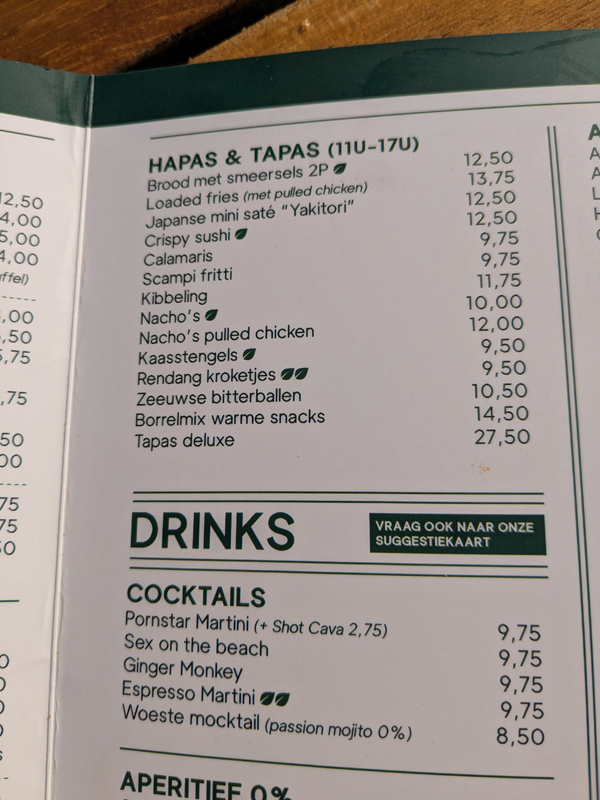 HAPAS & TAPAS (11U-17U)
Brood met smeersels 2P 12,50
Loaded fries (met pulled chicken) 13,75
Japanse mini saté “Yakitori” 12,50
Crispy sushi 12,50
Calamaris 9,75
Scampi fritti 9,75
Kibbeling 11,75
Nacho's 10,00
Nacho's pulled chicken 12,00
Kaasstengels 9,50
Rendang kroketjes 9,50
Zeeuwse bitterballen 10,50
Borrelmix warme snacks 14,50
Tapas deluxe 27,50
DRINKS
VRAAG OOK NAAR ONZE
SUGGESTIEKAART
COCKTAILS
Pornstar Martini (+ Shot Cava 2,75) 9,75
Sex on the beach 9,75
Ginger Monkey 9,75
Espresso Martini 9,75
Woeste mocktail (passion mojito 0%) 8,50
APERITIEF 0%